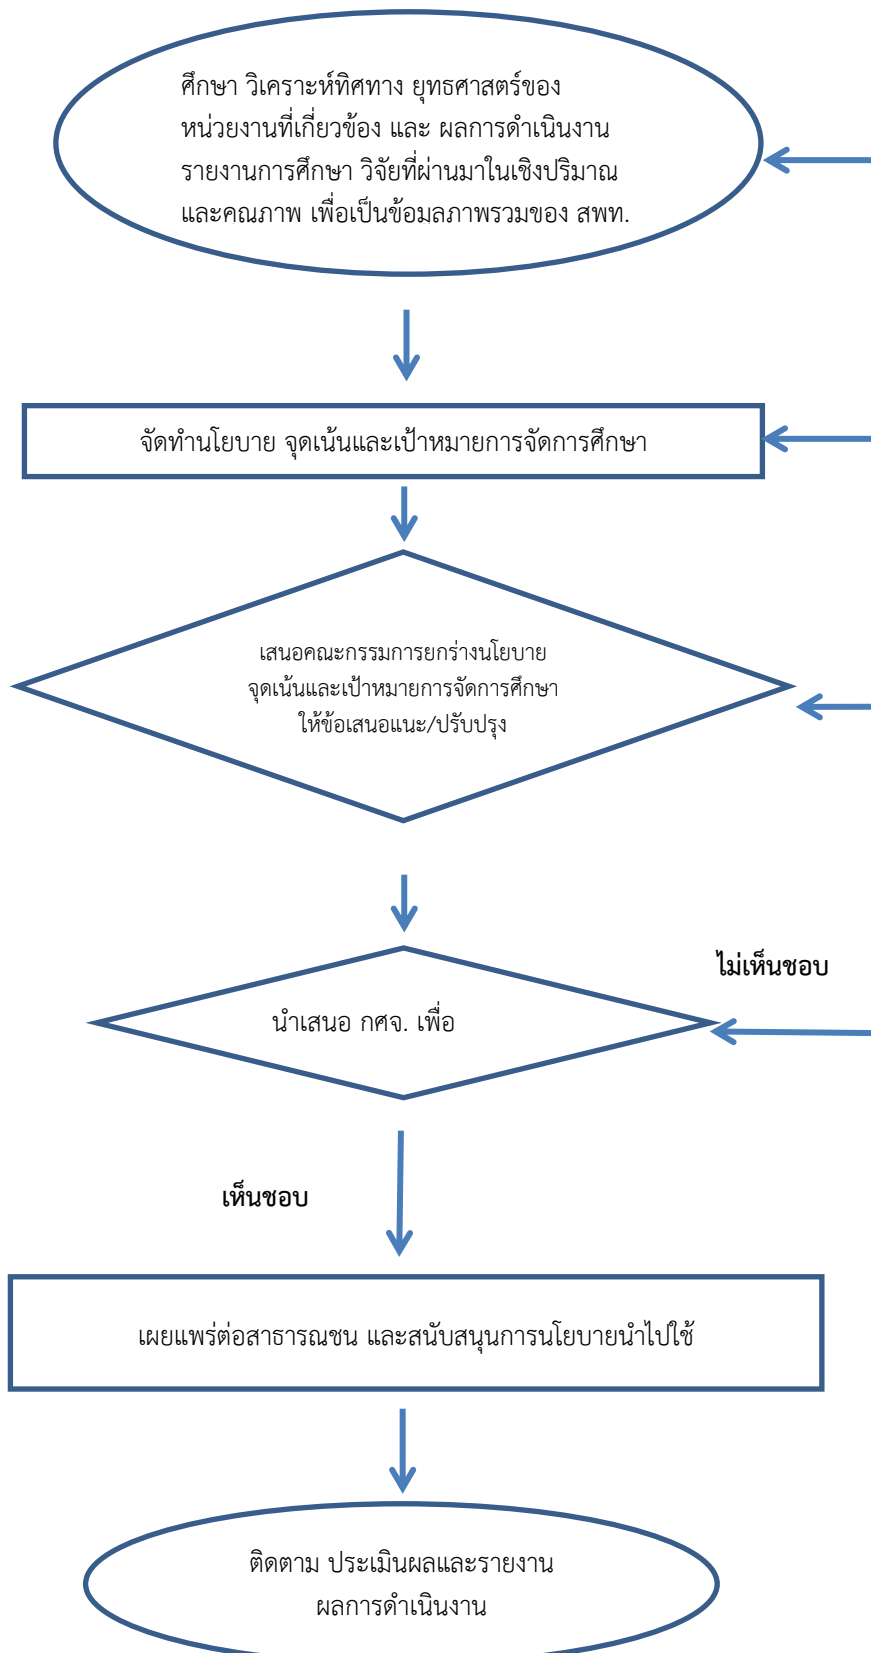 ศึกษา วิเคราะห์ทิศทาง ยุทธศาสตร์ของ
หน่วยงานที่เกี่ยวข้อง และ ผลการดำเนินงาน
รายงานการศึกษา วิจัยที่ผ่านมาในเชิงปริมาณ
และคณภาพ เพื่อเป็นข้อมลภาพรวมของ สพท.
จัดทำนโยบาย จุดเน้นและเป้าหมายการจัดการศึกษา
เสนอคณะกรรมการยกร่างนโยบาย
จุดเน้นและเป้าหมายการจัดการศึกษา
ให้ข้อเสนอแนะ/ปรับปรุง
ไม่เห็นชอบ
นำเสนอ กศจ. เพื่อ
เห็นชอบ
เผยแพร่ต่อสาธารณชน และสนับสนุนการนโยบายนำไปใช้
ติดตาม ประเมินผลและรายงาน
ผลการดำเนินงาน